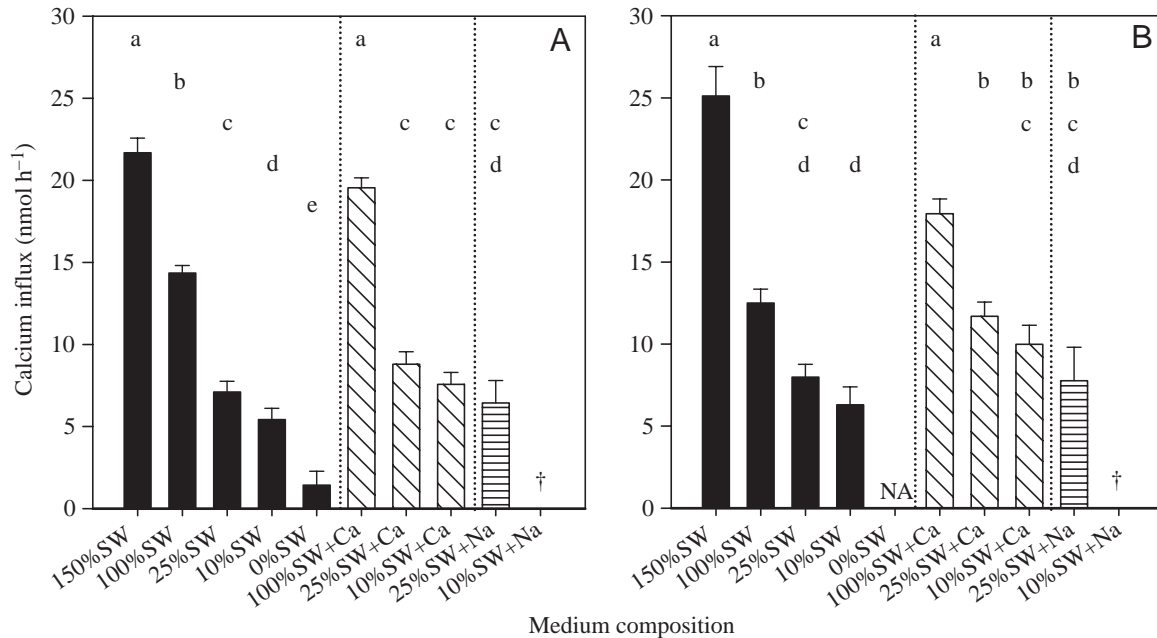 30
25
20
15
10
5
0
Calcium influx (nmol h⁻¹)
A
a
b
c
d
e
a
c
c
c
d
†
150%SW
100%SW
25%SW
10%SW
0%SW
100%SW+Ca
25%SW+Ca
10%SW+Ca
25%SW+Na
10%SW+Na
30
25
20
15
10
5
0
B
a
b
c
d
d
a
b
b
c
b
c
d
NA
†
150%SW
100%SW
25%SW
10%SW
0%SW
100%SW+Ca
25%SW+Ca
10%SW+Ca
25%SW+Na
10%SW+Na
Medium composition